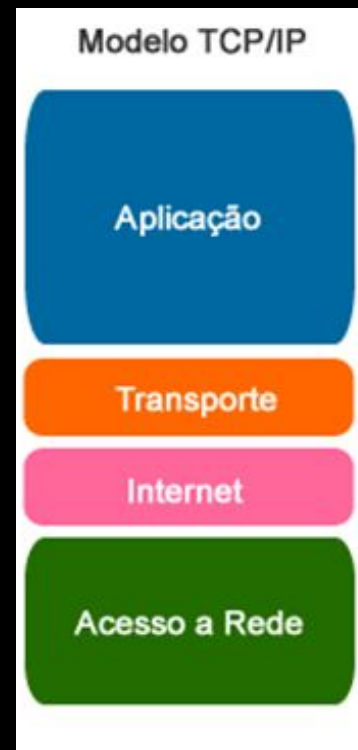 Modelo TCP/IP
Aplicação
Transporte
Internet
Acesso a Rede